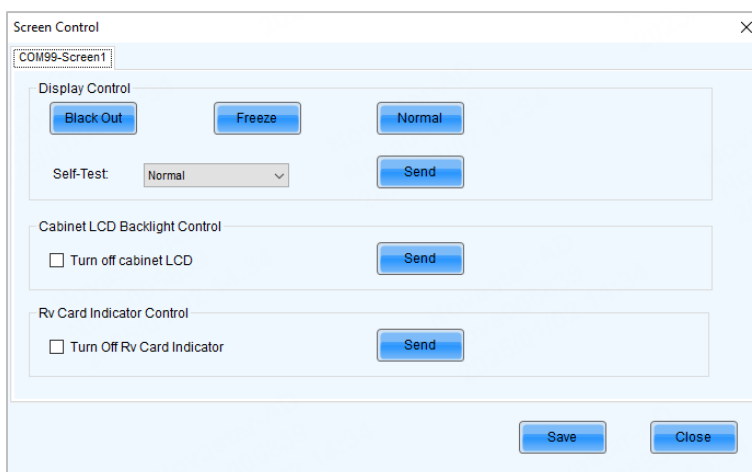 Screen Control
COM99-Screen1
Display Control
Black Out Freeze Normal
Self-Test: Normal Send
Cabinet LCD Backlight Control
Turn off cabinet LCD Send
Rv Card Indicator Control
Turn Off Rv Card Indicator Send
Save Close